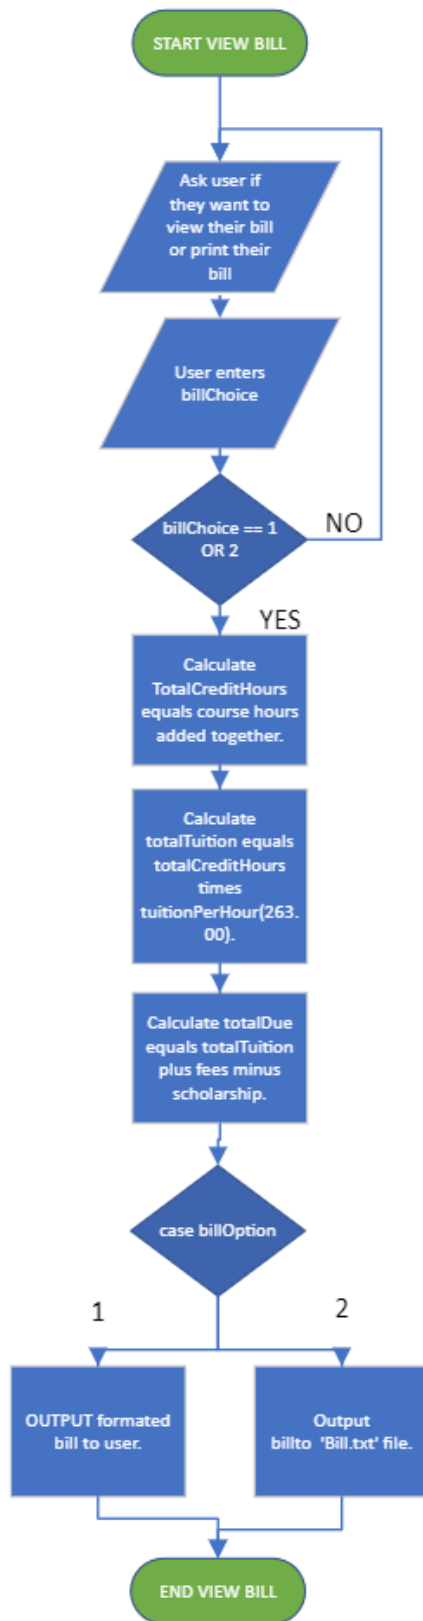 START VIEW BILL
Ask user if
they want to
view their bill
or print their
bill
User enters
billChoice
billChoice == 1
OR 2
NO
YES
Calculate
TotalCreditHours
equals course hours
added together.
Calculate
totalTuition equals
totalCreditHours
times
tuitionPerHour(263.
00).
Calculate totalDue
equals totalTuition
plus fees minus
scholarship.
case billOption
1
2
OUTPUT formated
bill to user.
Output
billto 'Bill.txt' file.
END VIEW BILL